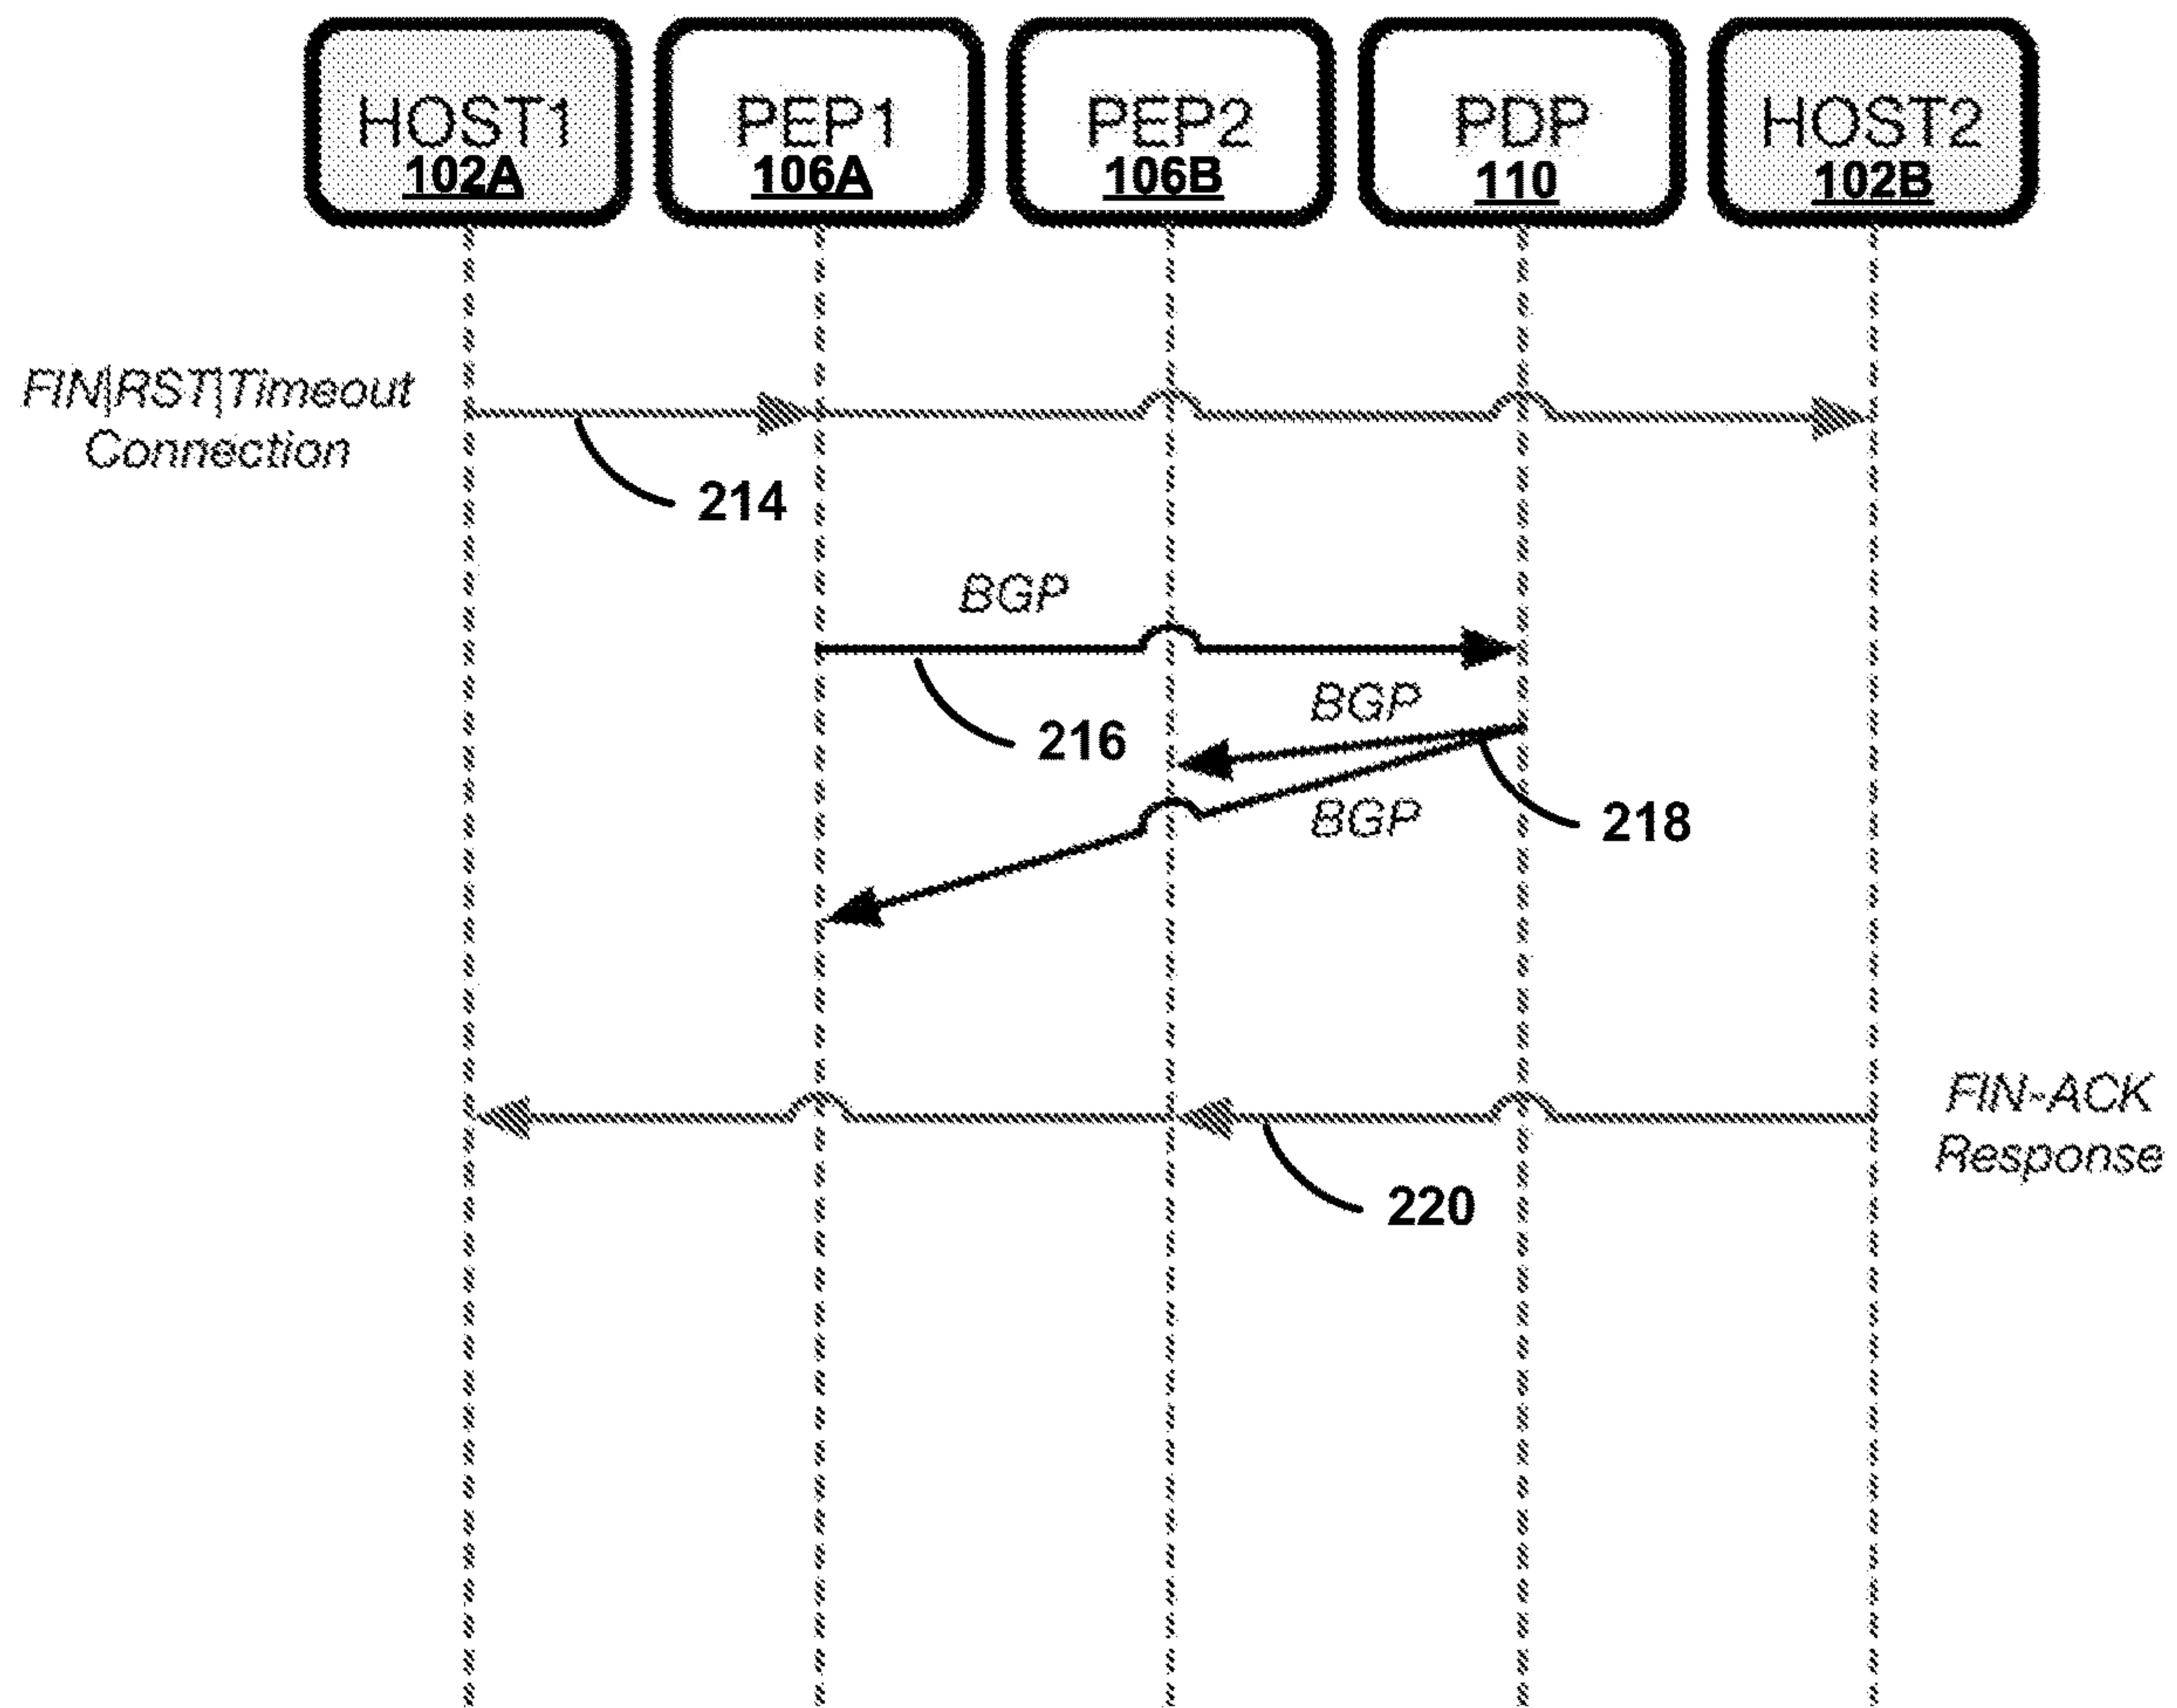 HOST1
102A
PEP1
106A
PEP2
106B
PDP
110
HOST2
102B
FIN|RST|Timeout
Connection
214
BGP
216
BGP
BGP
218
FIN-ACK
Response
220